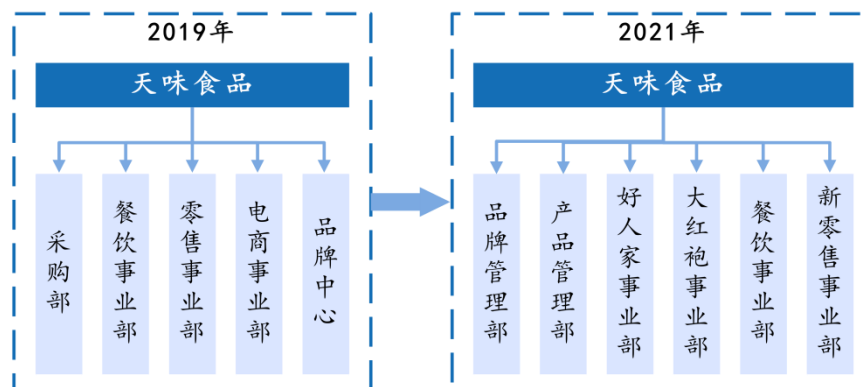 2019年
天味食品
采购部
餐饮事业部
零售事业部
电商事业部
品牌中心
2021年
天味食品
品牌管理部
产品管理部
好人家事业部
大红袍事业部
餐饮事业部
新零售事业部